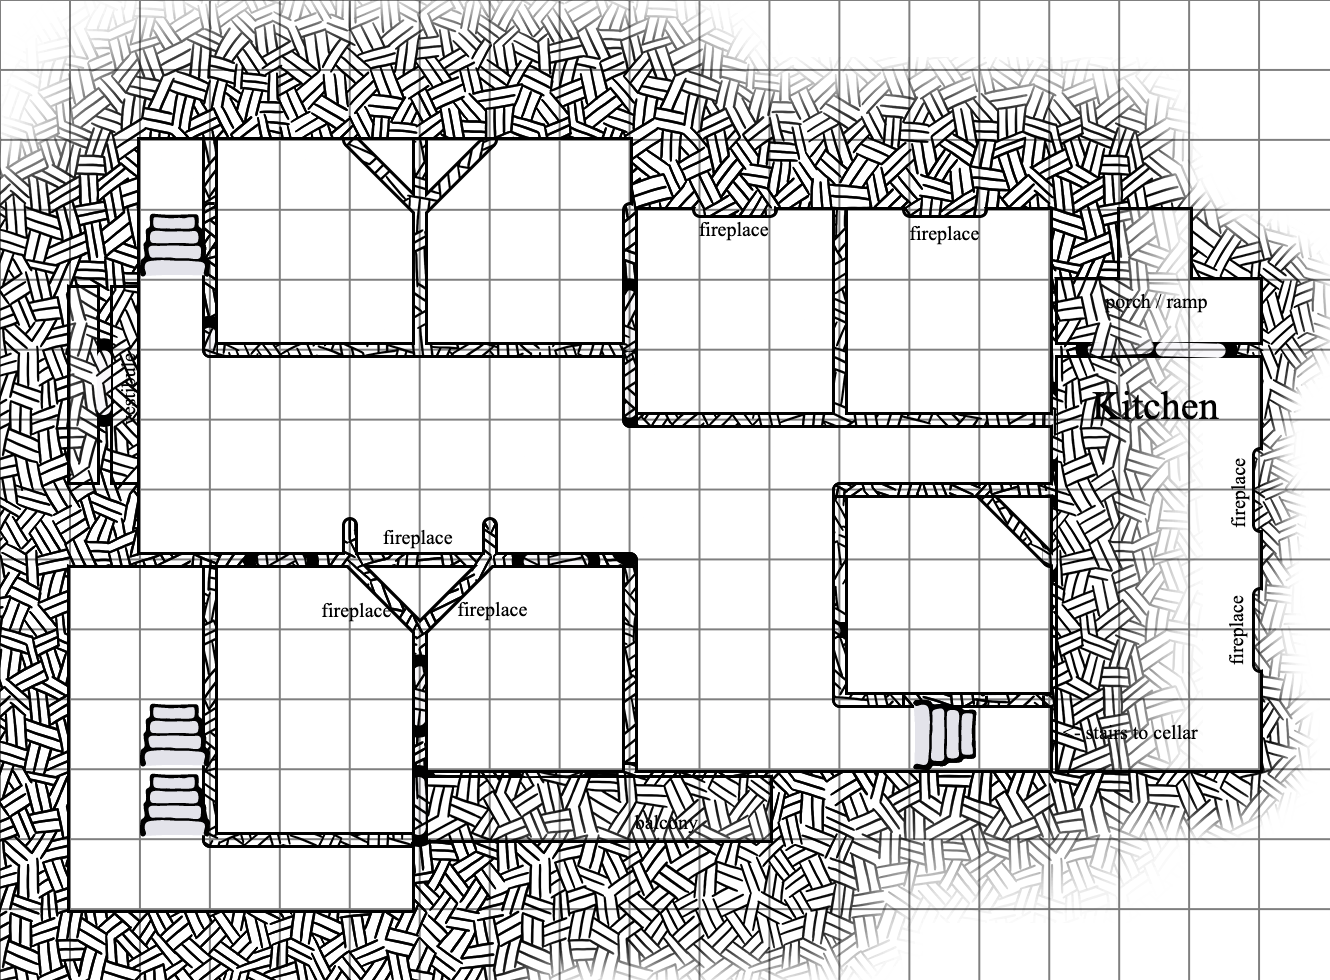 fireplace
fireplace
porch / ramp
vestibule
Kitchen
fireplace
fireplace
fireplace
fireplace
fireplace
<- stairs to cellar
balcony